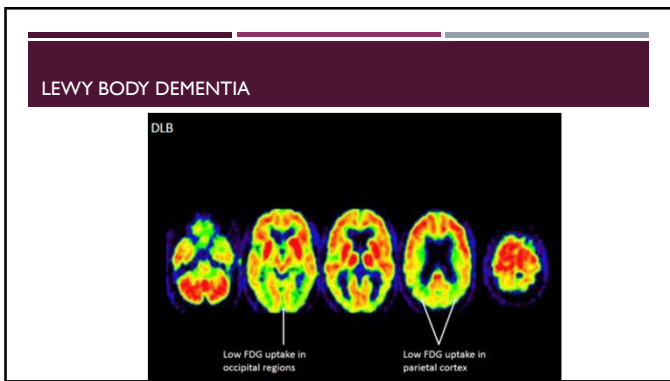 LEWY BODY DEMENTIA
DLB
Low FDG uptake in
occipital regions
Low FDG uptake in
parietal cortex